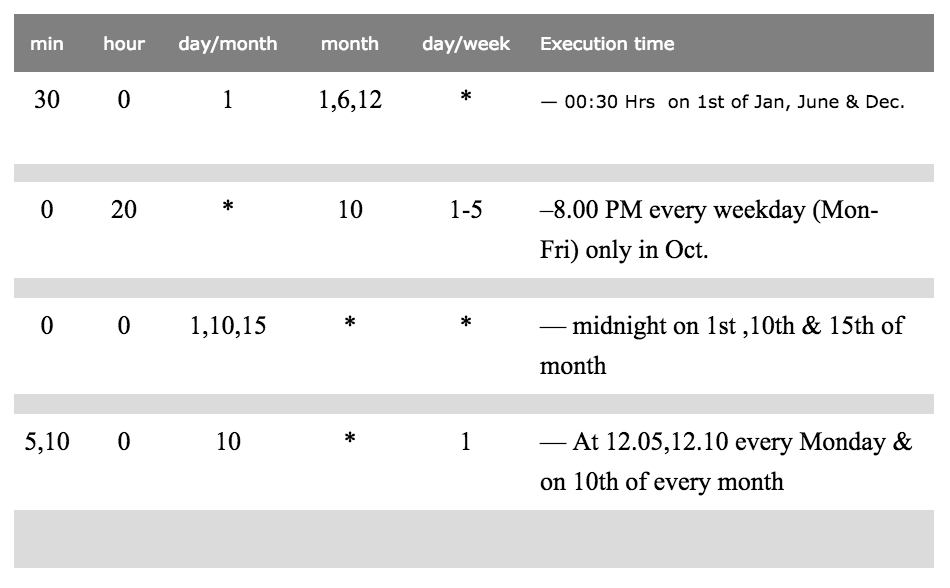 min hour day/month month day/week Execution time
30 0 1 1,6,12 * — 00:30 Hrs on 1st of Jan, June & Dec.
0 20 * 10 1-5 –8.00 PM every weekday (Mon-
Fri) only in Oct.
0 0 1,10,15 * * — midnight on 1st ,10th & 15th of
month
5,10 0 10 * 1 — At 12.05,12.10 every Monday &
on 10th of every month